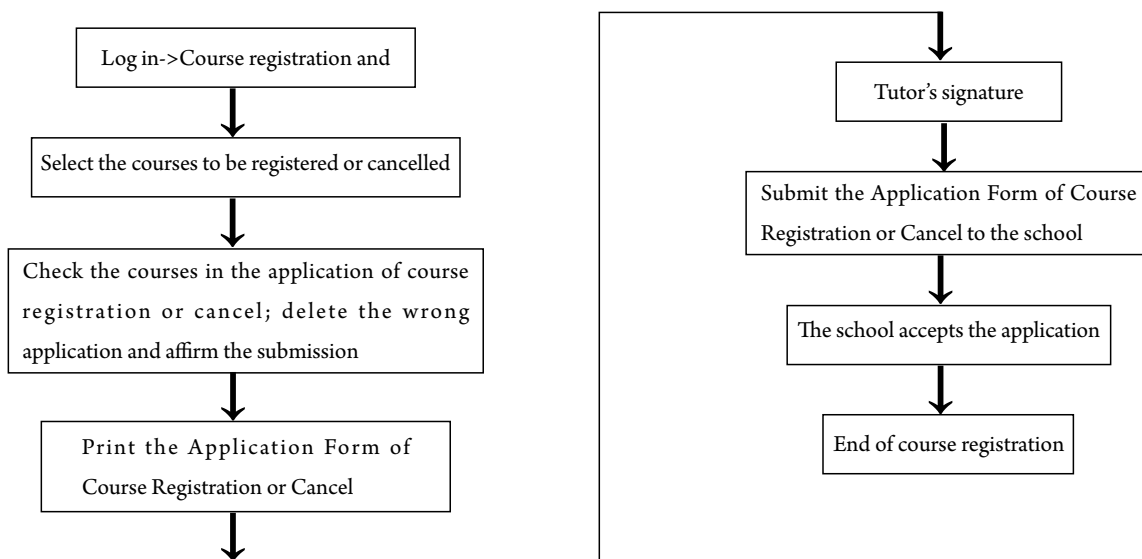 Log in->Course registration and
Select the courses to be registered or cancelled
Check the courses in the application of course
registration or cancel; delete the wrong
application and affirm the submission
Print the Application Form of
Course Registration or Cancel
Tutor’s signature
Submit the Application Form of Course
Registration or Cancel to the school
The school accepts the application
End of course registration